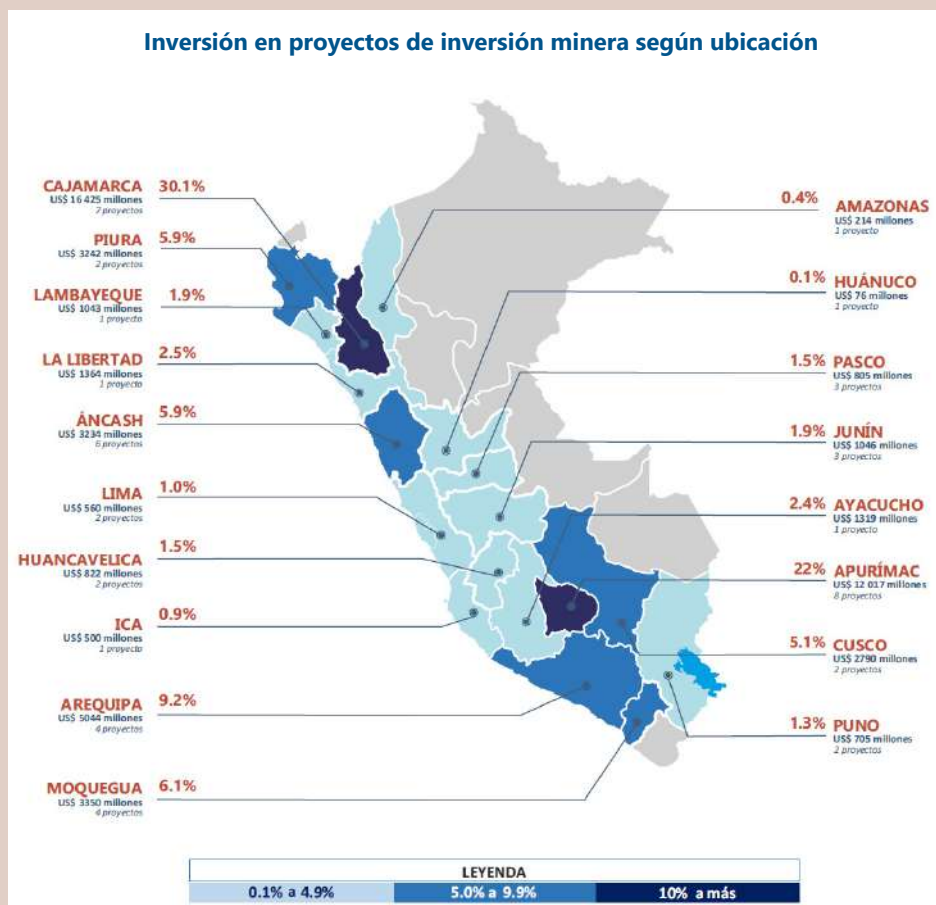 Inversión en proyectos de inversión minera según ubicación
CAJAMARCA 30.1%
US$ 16 425 millones
7 proyectos
PIURA 5.9%
US$ 3242 millones
2 proyectos
LAMBAYEQUE 1.9%
US$ 1043 millones
1 proyecto
LA LIBERTAD 2.5%
US$ 1364 millones
1 proyecto
ÁNCASH 5.9%
US$ 3234 millones
6 proyectos
LIMA 1.0%
US$ 560 millones
2 proyectos
HUANCAVELICA 1.5%
US$ 822 millones
2 proyectos
ICA 0.9%
US$ 500 millones
1 proyecto
AREQUIPA 9.2%
US$ 5044 millones
4 proyectos
MOQUEGUA 6.1%
US$ 3350 millones
4 proyectos
0.4% AMAZONAS
US$ 214 millones
1 proyecto
0.1% HUÁNUCO
US$ 76 millones
1 proyecto
1.5% PASCO
US$ 805 millones
3 proyectos
1.9% JUNÍN
US$ 1046 millones
3 proyectos
2.4% AYACUCHO
US$ 1319 millones
1 proyecto
22% APURÍMAC
US$ 12 017 millones
8 proyectos
5.1% CUSCO
US$ 2790 millones
2 proyectos
1.3% PUNO
US$ 705 millones
2 proyectos
LEYENDA
0.1% a 4.9% 5.0% a 9.9% 10% a más